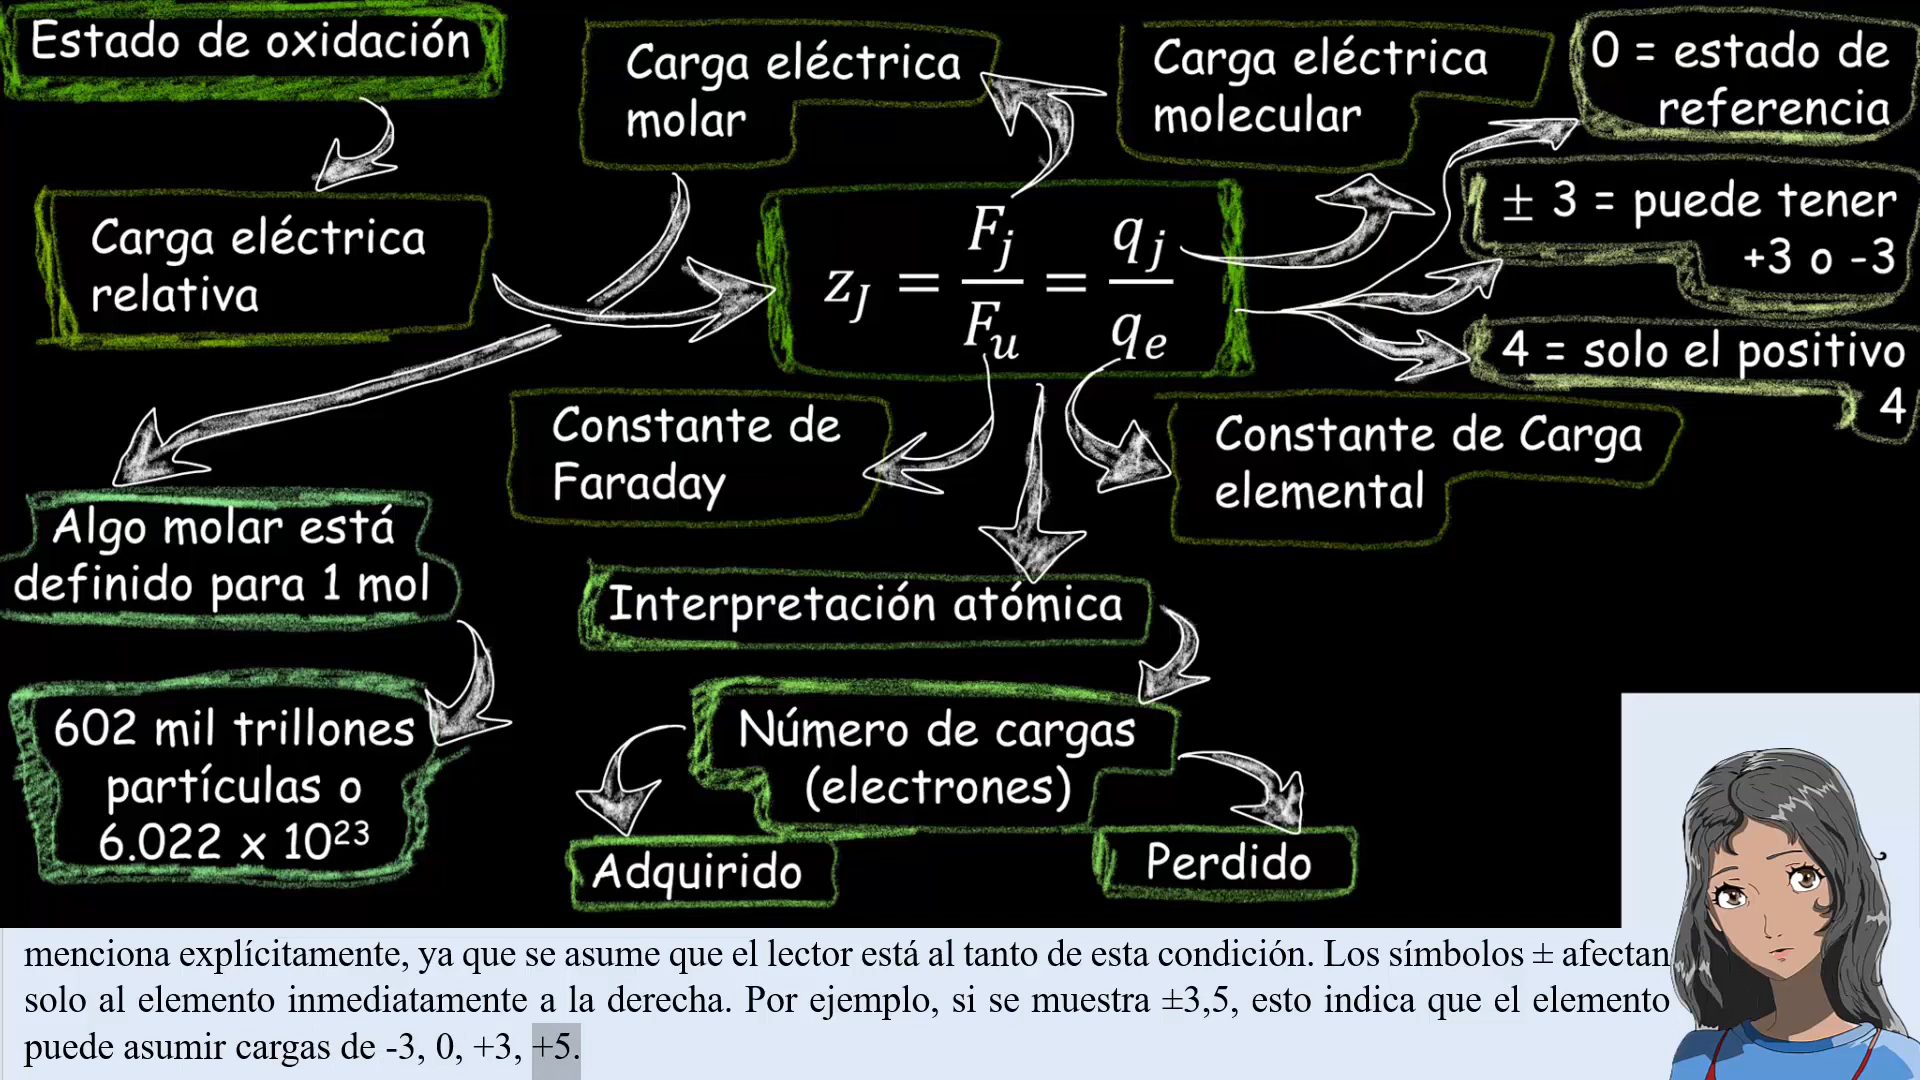 Estado de oxidación
Carga eléctrica
relativa
Carga eléctrica
molar
Carga eléctrica
molecular
0 = estado de
referencia
± 3 = puede tener
+3 o -3
4 = solo el positivo
4
z_J = F_j / F_u = q_j / q_e
Constante de
Faraday
Constante de Carga
elemental
Algo molar está
definido para 1 mol
602 mil trillones
partículas o
6.022 x 10²³
Interpretación atómica
Número de cargas
(electrones)
Adquirido
Perdido
menciona explícitamente, ya que se asume que el lector está al tanto de esta condición. Los símbolos ± afectan
solo al elemento inmediatamente a la derecha. Por ejemplo, si se muestra ±3,5, esto indica que el elemento
puede asumir cargas de -3, 0, +3, +5.